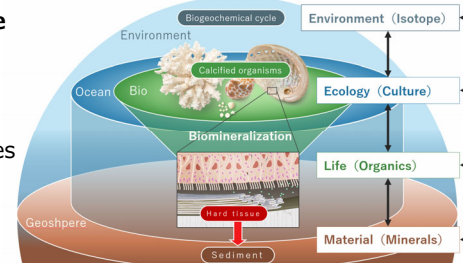 e
Biogeochemical cycle
Environment (Isotope)
Environment
Calcified organisms
Ocean
Bio
Ecology (Culture)
Biomineralization
es
Life (Organics)
Hard tissue
Geoshpere
Material (Minerals)
Sediment